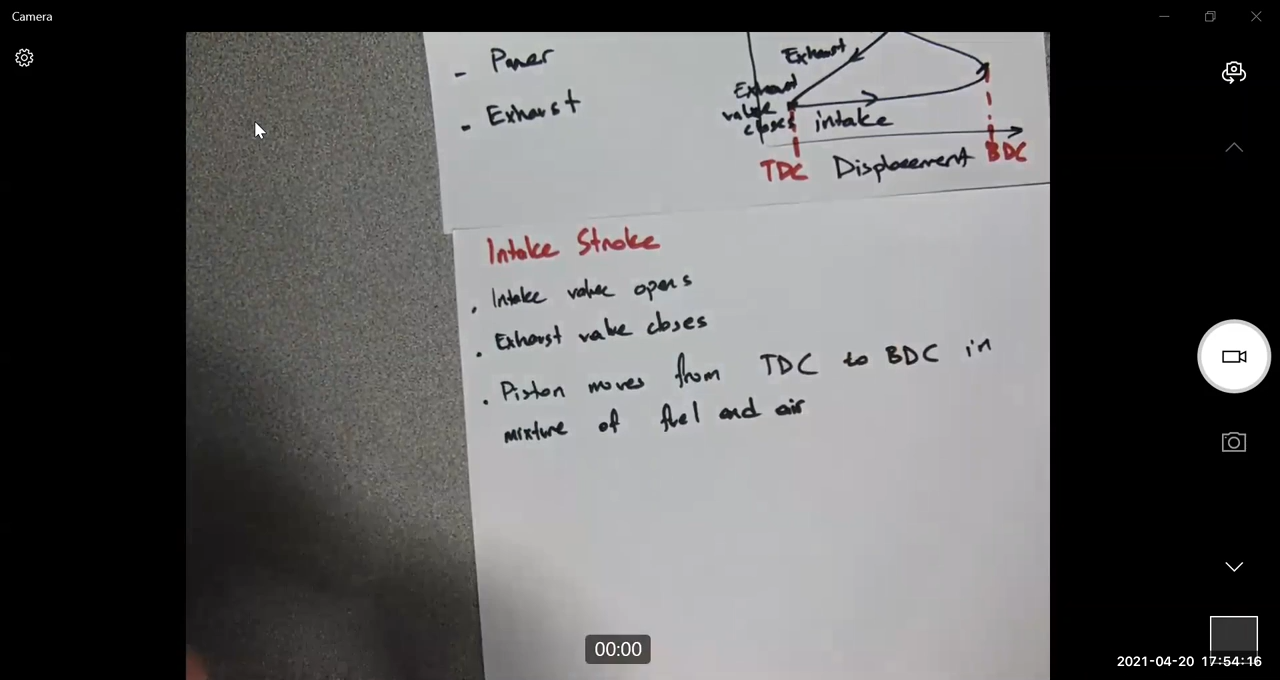 Camera
- Power
- Exhaust
Exhaust
Exhaust
valve
closes
intake
TDC
Displacement
BDC
Intake Stroke
. Intake valve opens
. Exhaust valve closes
. Piston moves from TDC to BDC in
mixture of fuel and air
00:00
2021-04-20 17:54:16